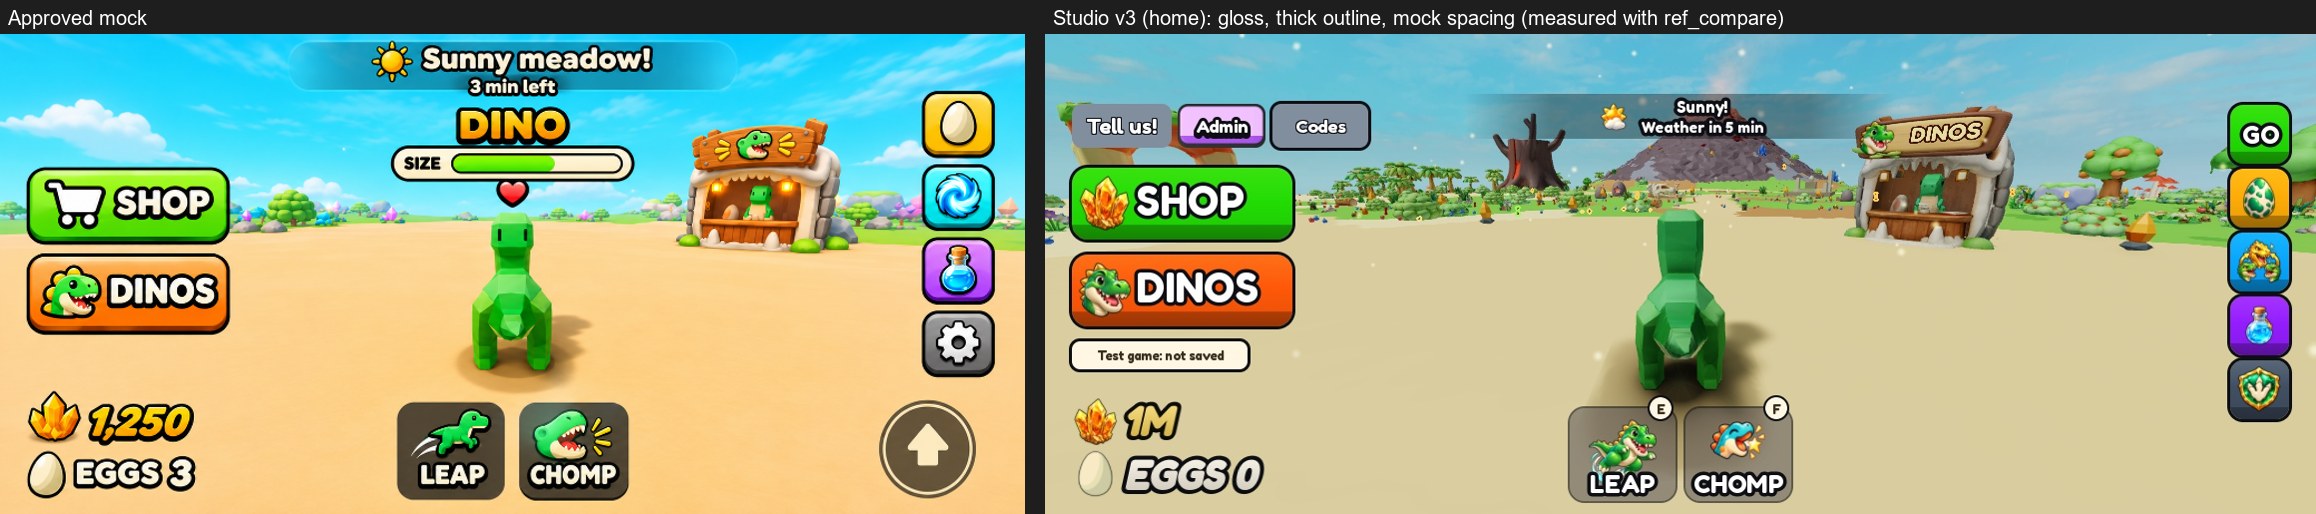 Approved mock
Sunny meadow!
3 min left
DINO
SIZE
SHOP
DINOS
1,250
EGGS 3
LEAP
CHOMP
Studio v3 (home): gloss, thick outline, mock spacing (measured with ref_compare)
Tell us!
Admin
Codes
Sunny!
Weather in 5 min
DINOS
GO
SHOP
DINOS
Test game: not saved
1M
EGGS 0
E
F
LEAP
CHOMP